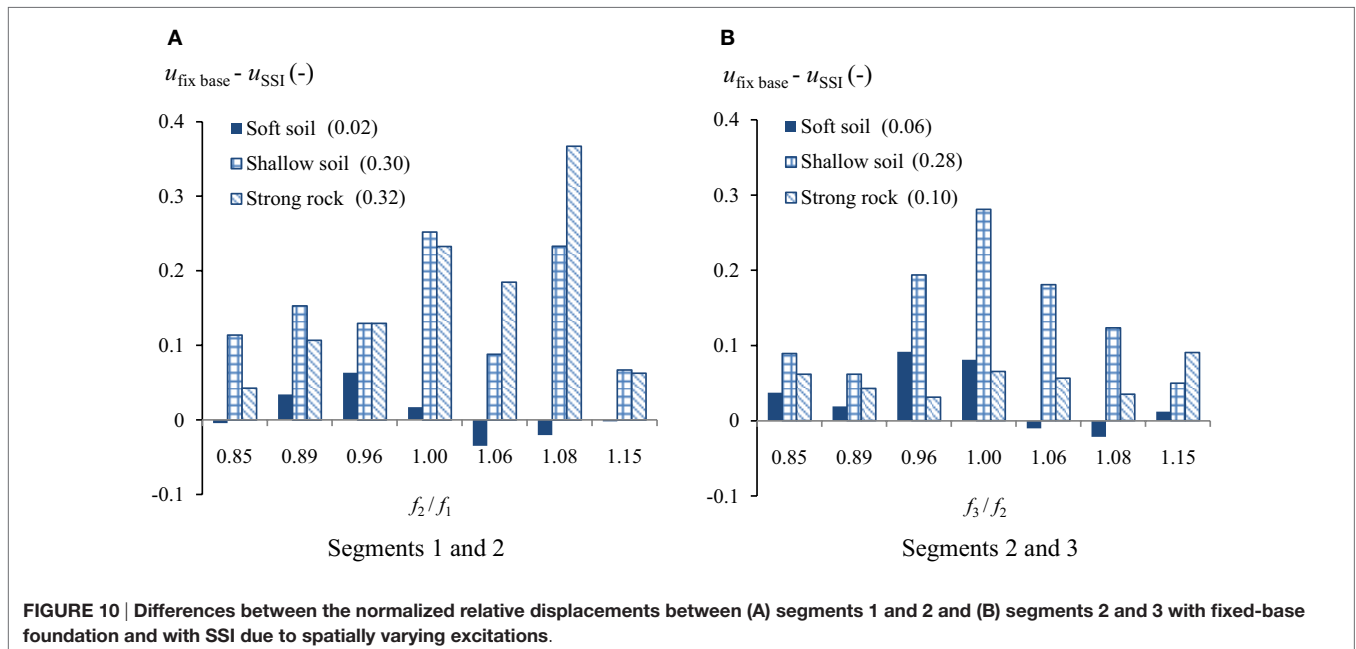 A
u fix base - u SSI (-)
0.4
0.3
0.2
0.1
0
-0.1
Soft soil (0.02)
Shallow soil (0.30)
Strong rock (0.32)
0.85 0.89 0.96 1.00 1.06 1.08 1.15
f2 / f1
Segments 1 and 2
B
u fix base - u SSI (-)
0.4
0.3
0.2
0.1
0
-0.1
Soft soil (0.06)
Shallow soil (0.28)
Strong rock (0.10)
0.85 0.89 0.96 1.00 1.06 1.08 1.15
f3 / f2
Segments 2 and 3
FIGURE 10 | Differences between the normalized relative displacements between (A) segments 1 and 2 and (B) segments 2 and 3 with fixed-base
foundation and with SSI due to spatially varying excitations.